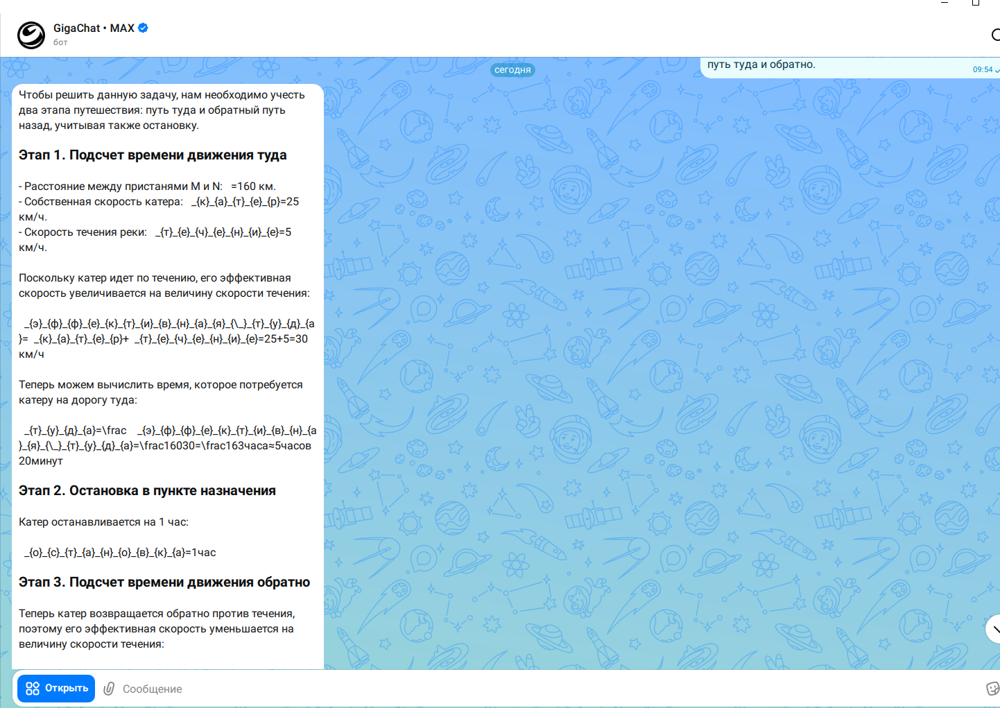 GigaChat • MAX
бот
сегодня
путь туда и обратно.
09:54
Чтобы решить данную задачу, нам необходимо учесть
два этапа путешествия: путь туда и обратный путь
назад, учитывая также остановку.
Этап 1. Подсчет времени движения туда
- Расстояние между пристанями M и N:   =160 км.
- Собственная скорость катера:   _{к}_{а}_{т}_{е}_{р}=25
км/ч.
- Скорость течения реки:   _{т}_{е}_{ч}_{е}_{н}_{и}_{е}=5
км/ч.
Поскольку катер идет по течению, его эффективная
скорость увеличивается на величину скорости течения:
_{э}_{ф}_{ф}_{е}_{к}_{т}_{и}_{в}_{н}_{а}_{я}_{\_}_{т}_{у}_{д}_{а
}=  _{к}_{а}_{т}_{е}_{р}+  _{т}_{е}_{ч}_{е}_{н}_{и}_{е}=25+5=30
км/ч
Теперь можем вычислить время, которое потребуется
катеру на дорогу туда:
_{т}_{у}_{д}_{а}=\frac    _{э}_{ф}_{ф}_{е}_{к}_{т}_{и}_{в}_{н}_{а
}_{я}_{\_}_{т}_{у}_{д}_{а}=\frac16030=\frac163часа≈5часов
20минут
Этап 2. Остановка в пункте назначения
Катер останавливается на 1 час:
_{о}_{с}_{т}_{а}_{н}_{о}_{в}_{к}_{а}=1час
Этап 3. Подсчет времени движения обратно
Теперь катер возвращается обратно против течения,
поэтому его эффективная скорость уменьшается на
величину скорости течения:
Открыть
Сообщение